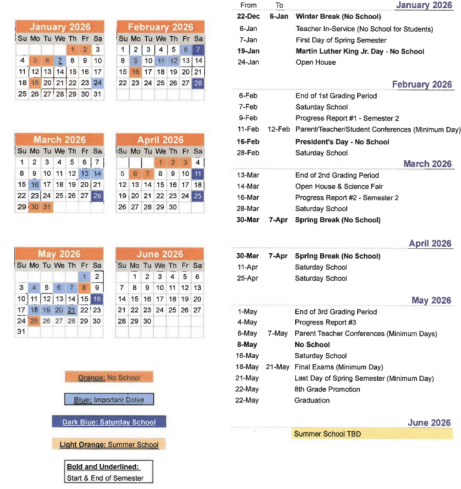 January 2026
Su Mo Tu We Th Fr Sa
1 2 3
4 5 6 7 8 9 10
11 12 13 14 15 16 17
18 19 20 21 22 23 24
25 26 27 28 29 30 31
February 2026
Su Mo Tu We Th Fr Sa
1 2 3 4 5 6 7
8 9 10 11 12 13 14
15 16 17 18 19 20 21
22 23 24 25 26 27 28
March 2026
Su Mo Tu We Th Fr Sa
1 2 3 4 5 6 7
8 9 10 11 12 13 14
15 16 17 18 19 20 21
22 23 24 25 26 27 28
29 30 31
April 2026
Su Mo Tu We Th Fr Sa
1 2 3 4
5 6 7 8 9 10 11
12 13 14 15 16 17 18
19 20 21 22 23 24 25
26 27 28 29 30
May 2026
Su Mo Tu We Th Fr Sa
1 2
3 4 5 6 7 8 9
10 11 12 13 14 15 16
17 18 19 20 21 22 23
24 25 26 27 28 29 30
31
June 2026
Su Mo Tu We Th Fr Sa
1 2 3 4 5 6
7 8 9 10 11 12 13
14 15 16 17 18 19 20
21 22 23 24 25 26 27
28 29 30
Orange: No School
Blue: Important Dates
Dark Blue: Saturday School
Light Orange: Summer School
Bold and Underlined:
Start & End of Semester
From To January 2026
22-Dec 6-Jan Winter Break (No School)
6-Jan Teacher In-Service (No School for Students)
7-Jan First Day of Spring Semester
19-Jan Martin Luther King Jr. Day - No School
24-Jan Open House
February 2026
6-Feb End of 1st Grading Period
7-Feb Saturday School
9-Feb Progress Report #1 - Semester 2
11-Feb 12-Feb Parent/Teacher/Student Conferences (Minimum Day)
16-Feb President's Day - No School
28-Feb Saturday School
March 2026
13-Mar End of 2nd Grading Period
14-Mar Open House & Science Fair
16-Mar Progress Report #2 - Semester 2
28-Mar Saturday School
30-Mar 7-Apr Spring Break (No School)
April 2026
30-Mar 7-Apr Spring Break (No School)
11-Apr Saturday School
25-Apr Saturday School
May 2026
1-May End of 3rd Grading Period
4-May Progress Report #3
6-May 7-May Parent Teacher Conferences (Minimum Days)
8-May No School
16-May Saturday School
18-May 21-May Final Exams (Minimum Day)
21-May Last Day of Spring Semester (Minimum Day)
22-May 8th Grade Promotion
22-May Graduation
June 2026
Summer School TBD